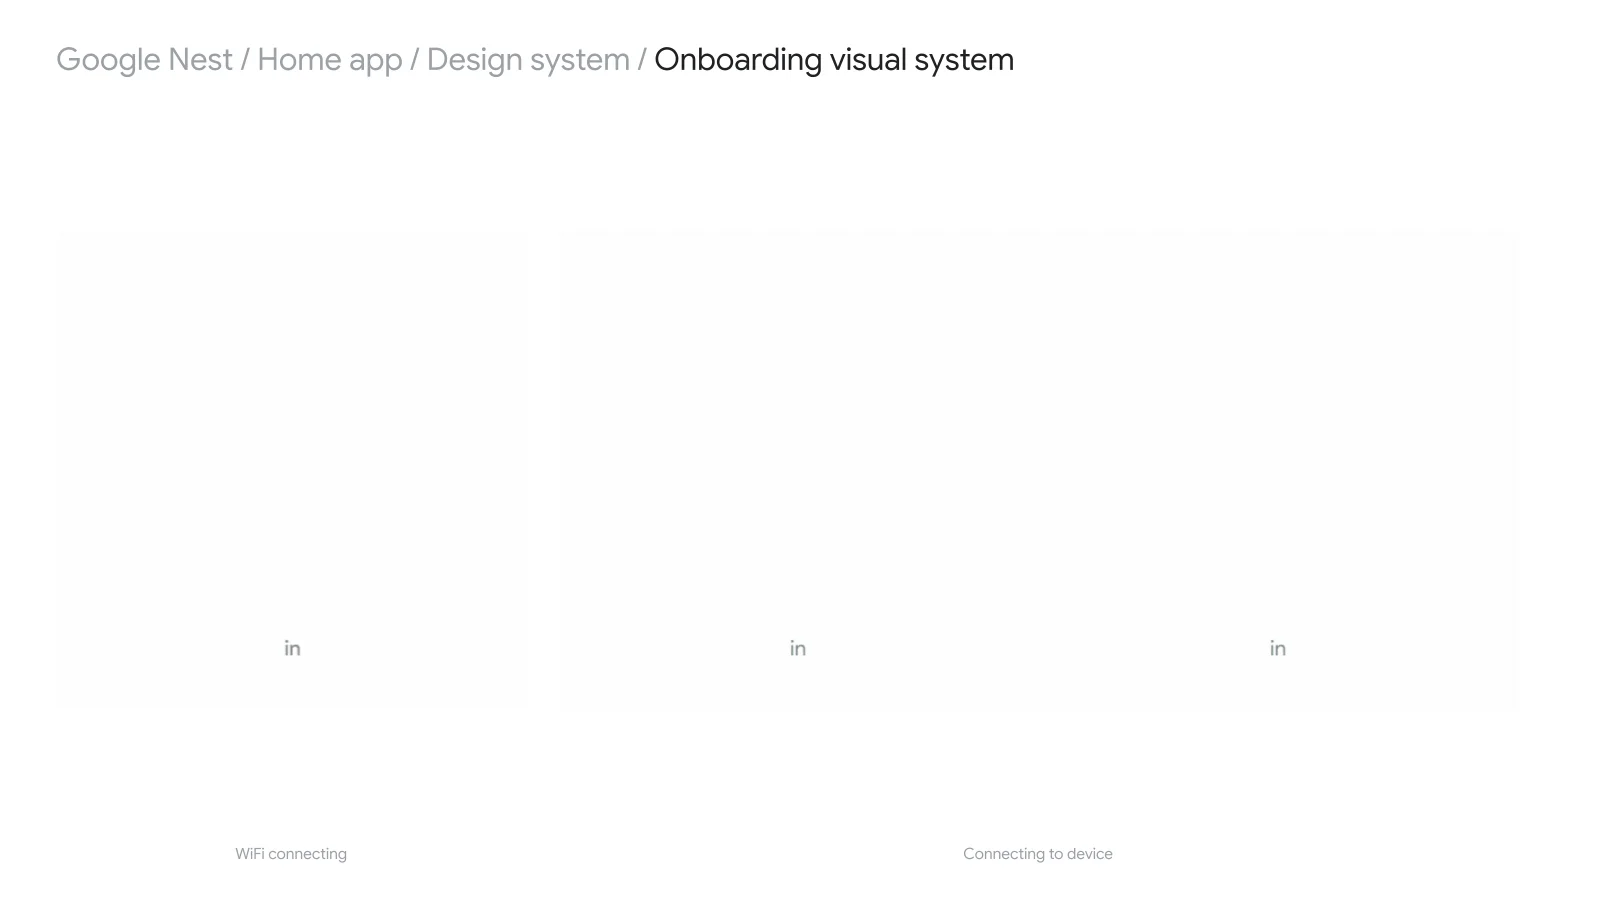 Google Nest / Home app / Design system / Onboarding visual system
in
in
in
WiFi connecting
Connecting to device